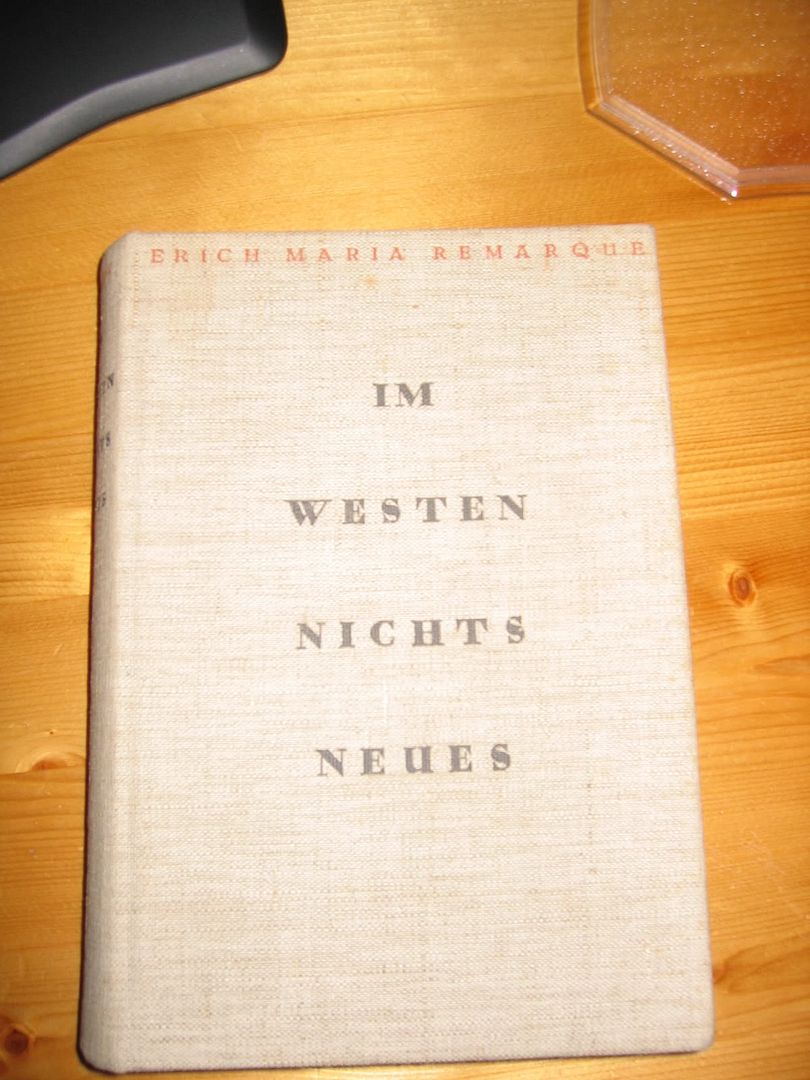 ERICH MARIA REMARQUE
IM
WESTEN
NICHTS
NEUES